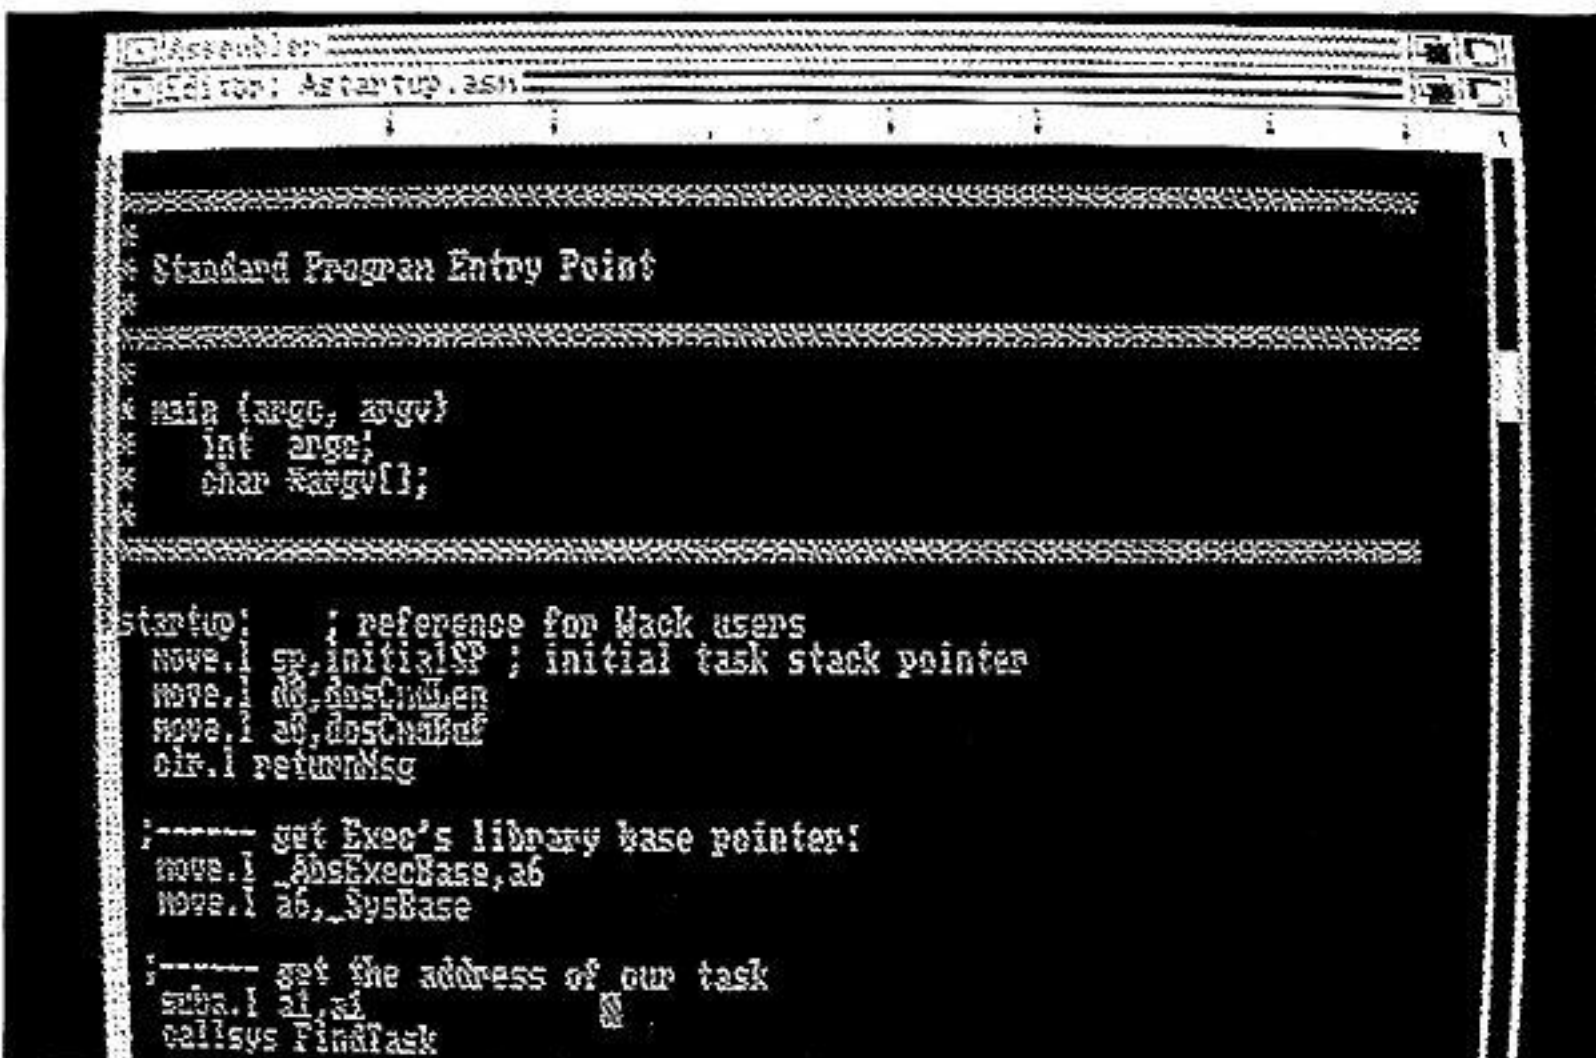 Assembler
Editor: Astartup.asm
************************************************************************
*
* Standard Program Entry Point
*
************************************************************************
*
* main (argc, argv)
* int argc;
* char *argv[];
*
************************************************************************
startup: ; reference for Wack users
move.l sp,initialSP ; initial task stack pointer
move.l d0,dosCmdLen
move.l a0,dosCmdBuf
clr.l returnMsg
;------ get Exec's library base pointer:
move.l _AbsExecBase,a6
move.l a6,_SysBase
;------ get the address of our task
suba.l a1,a1
callsys FindTask